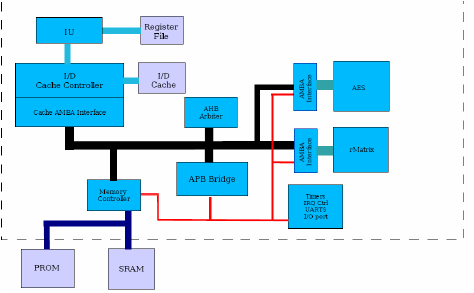 IU
Register
File
I/D
Cache Controller
I/D
Cache
Cache AMBA Interface
AHB
Arbiter
AMBA
Interface
AES
AMBA
Interface
rMatrix
APB Bridge
Memory
Controller
Timers
IRQ Ctrl
UARTS
I/O port
PROM
SRAM